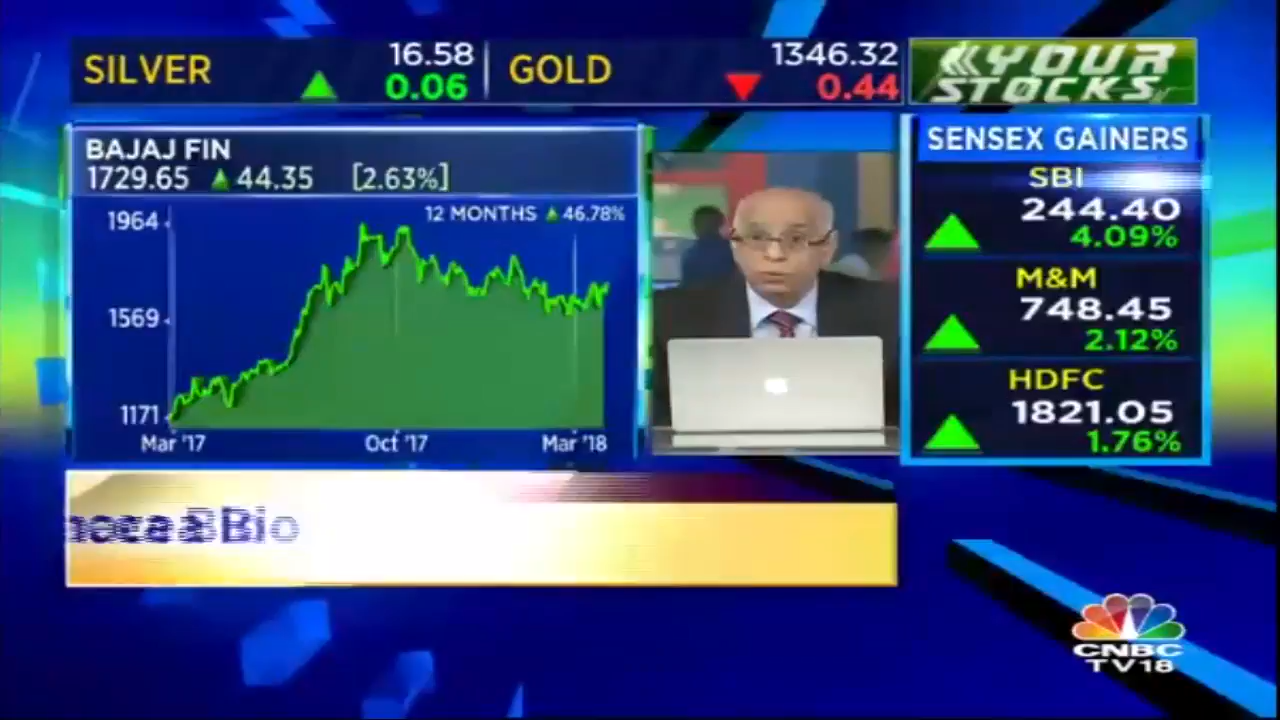 SILVER
16.58
0.06
GOLD
1346.32
0.44
YOUR
STOCKS
BAJAJ FIN
1729.65 ▲ 44.35 [2.63%]
12 MONTHS ▲ 46.78%
1964
1569
1171
Mar '17 Oct '17 Mar '18
SENSEX GAINERS
SBI
244.40
4.09%
M&M
748.45
2.12%
HDFC
1821.05
1.76%
CNBC
TV18